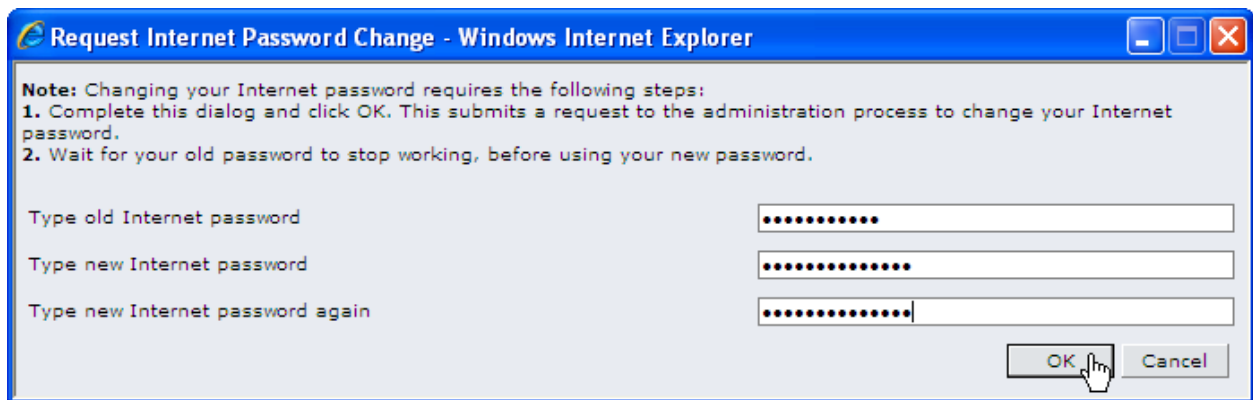 Request Internet Password Change - Windows Internet Explorer
Note: Changing your Internet password requires the following steps:
1. Complete this dialog and click OK. This submits a request to the administration process to change your Internet
password.
2. Wait for your old password to stop working, before using your new password.
Type old Internet password
•••••••••••
Type new Internet password
••••••••••••••
Type new Internet password again
••••••••••••••
OK
Cancel